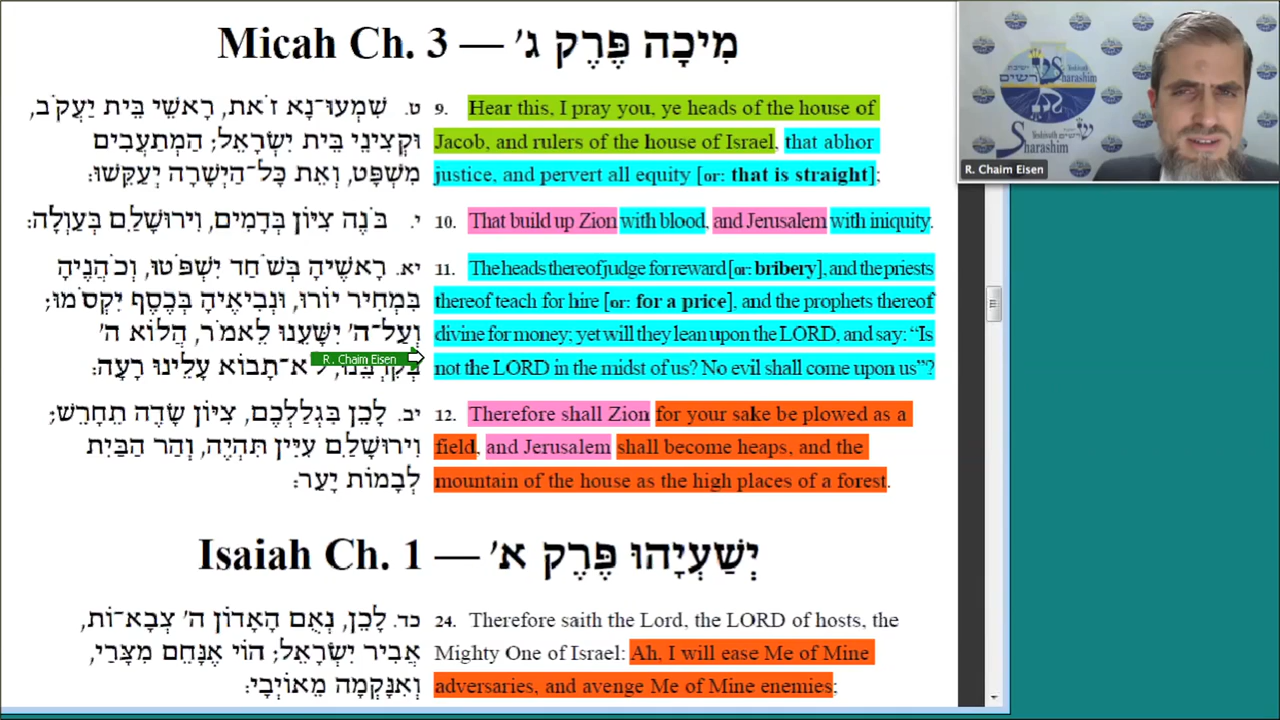 Micah Ch. 3 — מִיכָה פֶּרֶק ג׳
ט. שִׁמְעוּ־נָא זֹאת, רָאשֵׁי בֵּית יַעֲקֹב,
וּקְצִינֵי בֵּית יִשְׂרָאֵל; הַמְתַעֲבִים
מִשְׁפָּט, וְאֵת כָּל־הַיְשָׁרָה יְעַקֵּשׁוּ:
9. Hear this, I pray you, ye heads of the house of
Jacob, and rulers of the house of Israel, that abhor
justice, and pervert all equity [or: that is straight];
י. בֹּנֶה צִיּוֹן בְּדָמִים, וִירוּשָׁלִַם בְּעַוְלָה:
10. That build up Zion with blood, and Jerusalem with iniquity.
יא. רָאשֶׁיהָ בְּשֹׁחַד יִשְׁפֹּטוּ, וְכֹהֲנֶיהָ
בִּמְחִיר יוֹרוּ, וּנְבִיאֶיהָ בְּכֶסֶף יִקְסֹמוּ;
וְעַל־ה׳ יִשָּׁעֵנוּ לֵאמֹר, הֲלוֹא ה׳
בְּקִרְבֵּנוּ, לֹא־תָבוֹא עָלֵינוּ רָעָה:
11. The heads thereof judge for reward [or: bribery], and the priests
thereof teach for hire [or: for a price], and the prophets thereof
divine for money; yet will they lean upon the LORD, and say: “Is
not the LORD in the midst of us? No evil shall come upon us”?
R. Chaim Eisen
יב. לָכֵן בִּגְלַלְכֶם, צִיּוֹן שָׂדֶה תֵחָרֵשׁ;
וִירוּשָׁלִַם עִיִּין תִּהְיֶה, וְהַר הַבַּיִת
לְבָמוֹת יָעַר:
12. Therefore shall Zion for your sake be plowed as a
field, and Jerusalem shall become heaps, and the
mountain of the house as the high places of a forest.
Isaiah Ch. 1 — יְשַׁעְיָהוּ פֶּרֶק א׳
כד. לָכֵן, נְאֻם הָאָדוֹן ה׳ צְבָא־וֹת,
אֲבִיר יִשְׂרָאֵל; הוֹי אֶנָּחֵם מִצָּרַי,
וְאִנָּקְמָה מֵאוֹיְבָי:
24. Therefore saith the Lord, the LORD of hosts, the
Mighty One of Israel: Ah, I will ease Me of Mine
adversaries, and avenge Me of Mine enemies;
ישיבת
שרשים
Yeshivath
Sharashim
R. Chaim Eisen